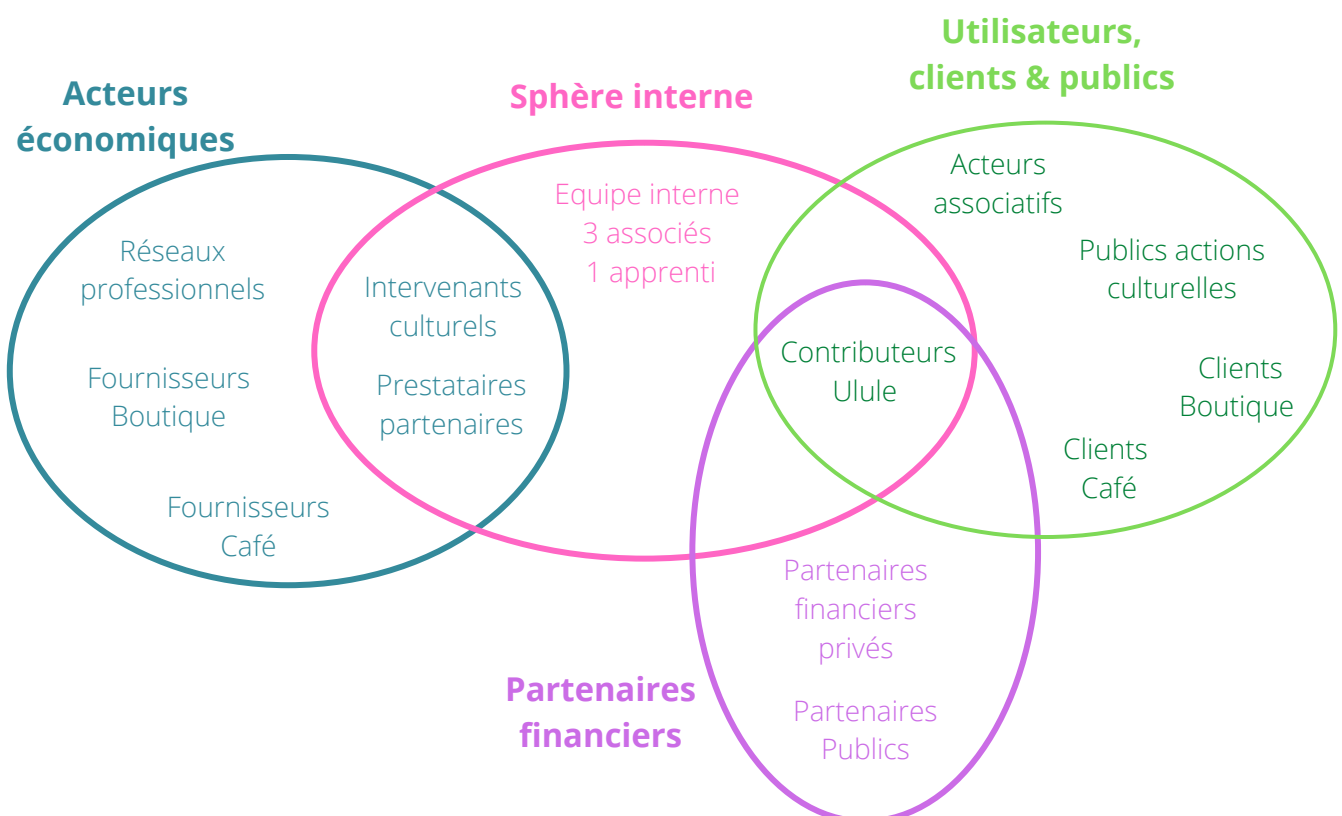 Acteurs
économiques
Sphère interne
Utilisateurs,
clients & publics
Réseaux
professionnels
Fournisseurs
Boutique
Fournisseurs
Café
Intervenants
culturels
Prestataires
partenaires
Equipe interne
3 associés
1 apprenti
Contributeurs
Ulule
Acteurs
associatifs
Publics actions
culturelles
Clients
Boutique
Clients
Café
Partenaires
financiers
Partenaires
financiers
privés
Partenaires
Publics